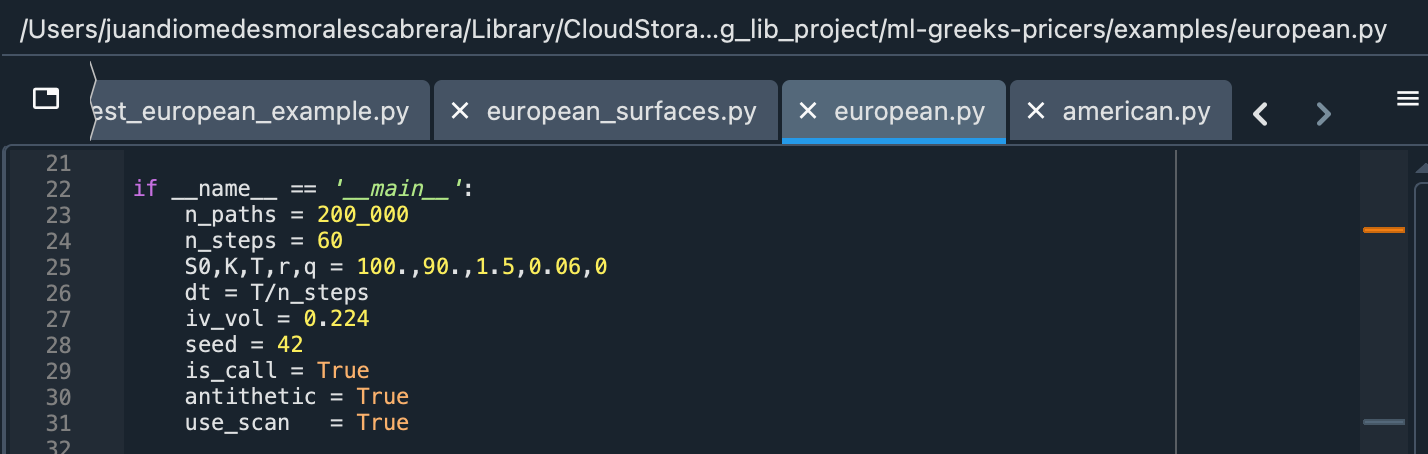 /Users/juandiomedesmoralescabrera/Library/CloudStora...g_lib_project/ml-greeks-pricers/examples/european.py
est_european_example.py × european_surfaces.py × european.py × american.py
21
22 if __name__ == '__main__':
23     n_paths = 200_000
24     n_steps = 60
25     S0,K,T,r,q = 100.,90.,1.5,0.06,0
26     dt = T/n_steps
27     iv_vol = 0.224
28     seed = 42
29     is_call = True
30     antithetic = True
31     use_scan   = True
32